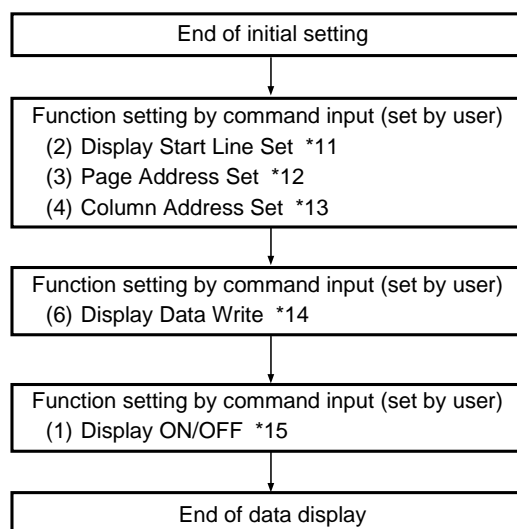 End of initial setting
Function setting by command input (set by user)
(2) Display Start Line Set *11
(3) Page Address Set *12
(4) Column Address Set *13
Function setting by command input (set by user)
(6) Display Data Write *14
Function setting by command input (set by user)
(1) Display ON/OFF *15
End of data display